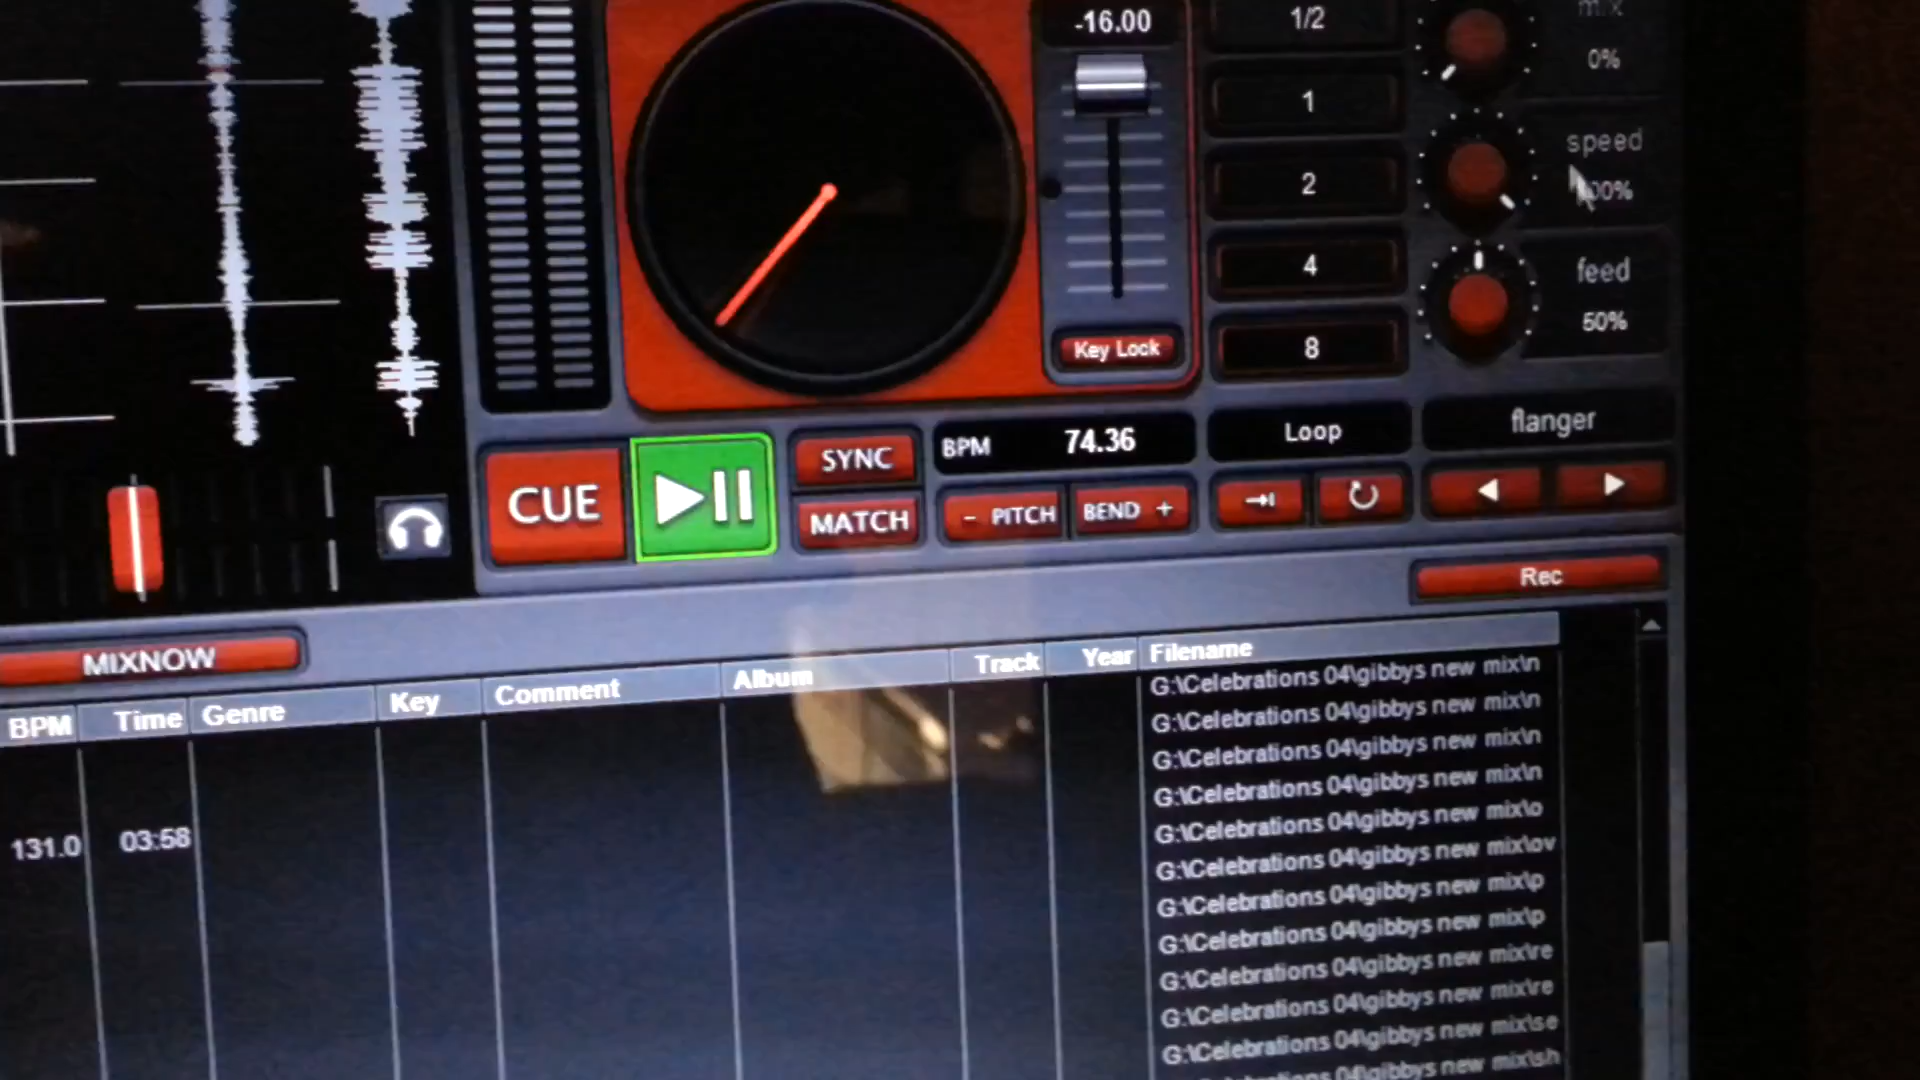 -16.00
1/2
0%
1
speed
2
feed
4
50%
Key Lock
8
CUE
SYNC
MATCH
BPM 74.36
- PITCH
BEND +
Loop
flanger
Rec
MIXNOW
BPM Time Genre Key Comment Album Track Year Filename
G:\Celebrations 04\gibbys new mix\n
G:\Celebrations 04\gibbys new mix\n
G:\Celebrations 04\gibbys new mix\n
G:\Celebrations 04\gibbys new mix\n
G:\Celebrations 04\gibbys new mix\o
131.0 03:58
G:\Celebrations 04\gibbys new mix\ov
G:\Celebrations 04\gibbys new mix\p
G:\Celebrations 04\gibbys new mix\p
G:\Celebrations 04\gibbys new mix\re
G:\Celebrations 04\gibbys new mix\re
G:\Celebrations 04\gibbys new mix\se
G:\Celebrations 04\gibbys new mix\sh